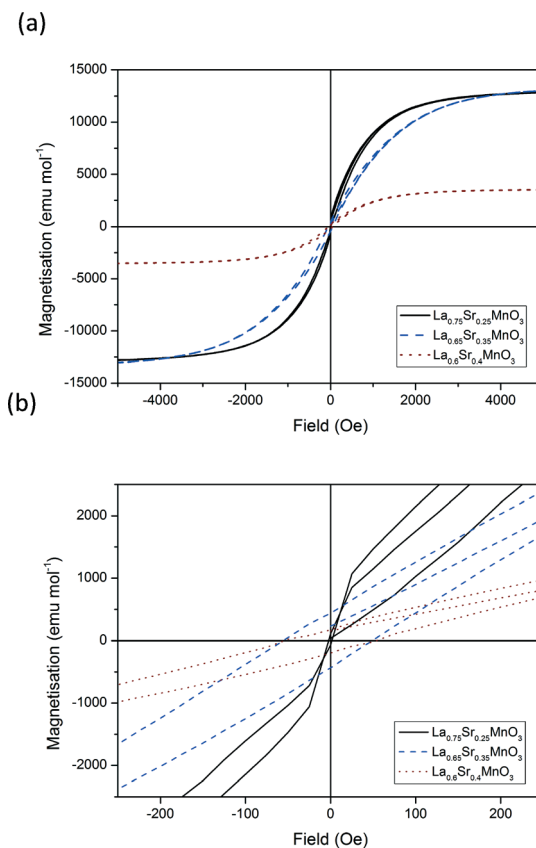 (a)
15000
10000
5000
0
-5000
-10000
-15000
Magnetisation (emu mol⁻¹)
La₀.₇₅Sr₀.₂₅MnO₃
La₀.₆₅Sr₀.₃₅MnO₃
La₀.₆Sr₀.₄MnO₃
-4000 -2000 0 2000 4000
Field (Oe)
(b)
2000
1000
0
-1000
-2000
Magnetisation (emu mol⁻¹)
La₀.₇₅Sr₀.₂₅MnO₃
La₀.₆₅Sr₀.₃₅MnO₃
La₀.₆Sr₀.₄MnO₃
-200 -100 0 100 200
Field (Oe)